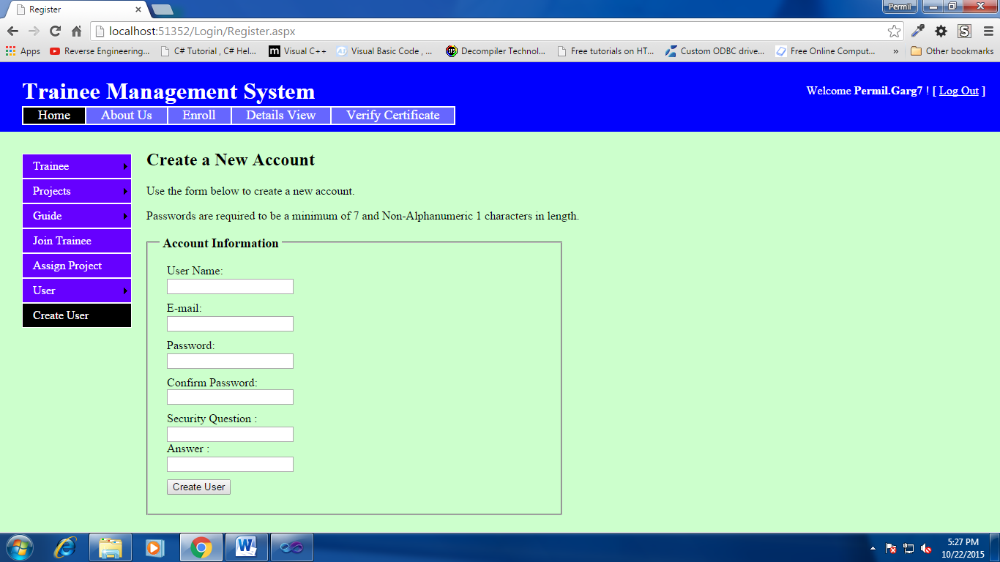 Register
Permil
localhost:51352/Login/Register.aspx
Apps Reverse Engineering... C# Tutorial , C# Hel... Visual C++ Visual Basic Code , ... Decompiler Technol... Free tutorials on HT... Custom ODBC drive... Free Online Comput... » Other bookmarks
Trainee Management System
Welcome Permil.Garg7 ! [ Log Out ]
Home About Us Enroll Details View Verify Certificate
Trainee
Projects
Guide
Join Trainee
Assign Project
User
Create User
Create a New Account
Use the form below to create a new account.
Passwords are required to be a minimum of 7 and Non-Alphanumeric 1 characters in length.
Account Information
User Name:
E-mail:
Password:
Confirm Password:
Security Question :
Answer :
Create User
5:27 PM
10/22/2015